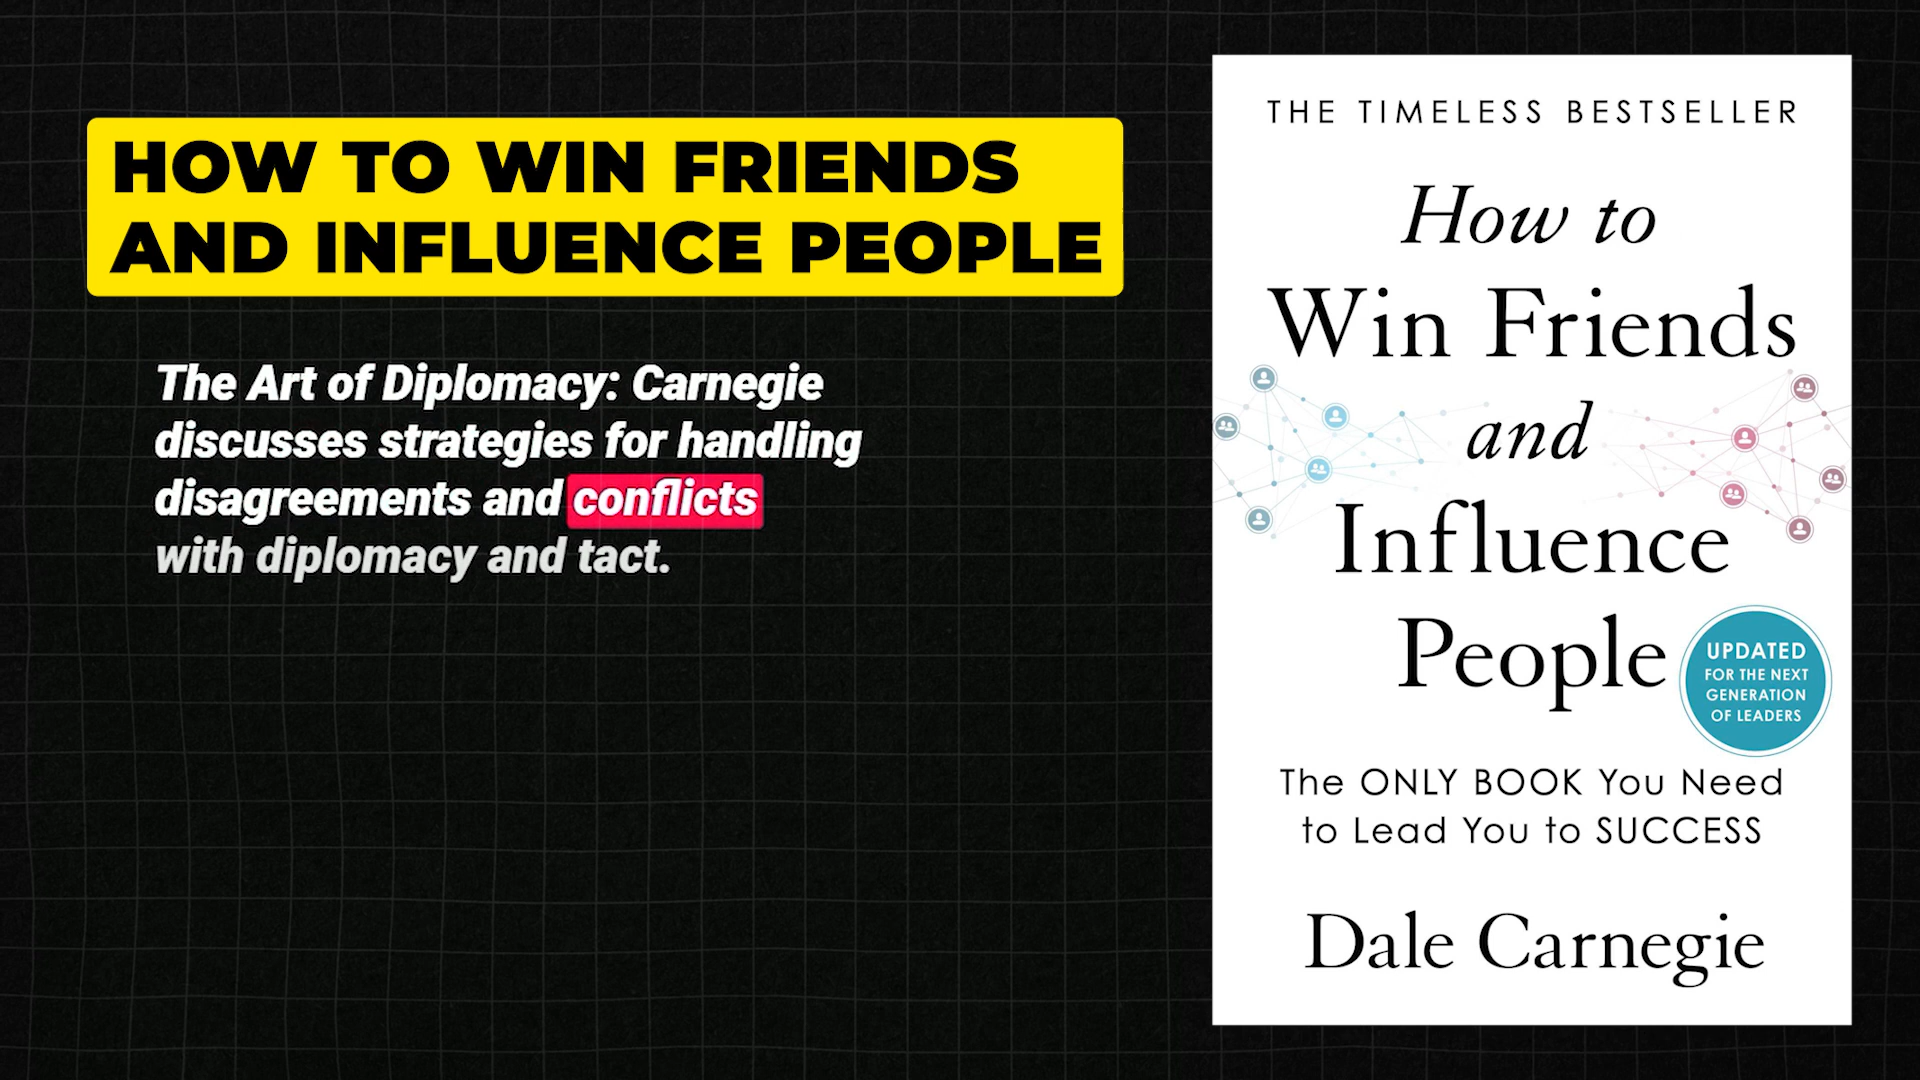 HOW TO WIN FRIENDS
AND INFLUENCE PEOPLE
The Art of Diplomacy: Carnegie
discusses strategies for handling
disagreements and conflicts
with diplomacy and tact.
THE TIMELESS BESTSELLER
How to
Win Friends
and
Influence
People
UPDATED
FOR THE NEXT
GENERATION
OF LEADERS
The ONLY BOOK You Need
to Lead You to SUCCESS
Dale Carnegie